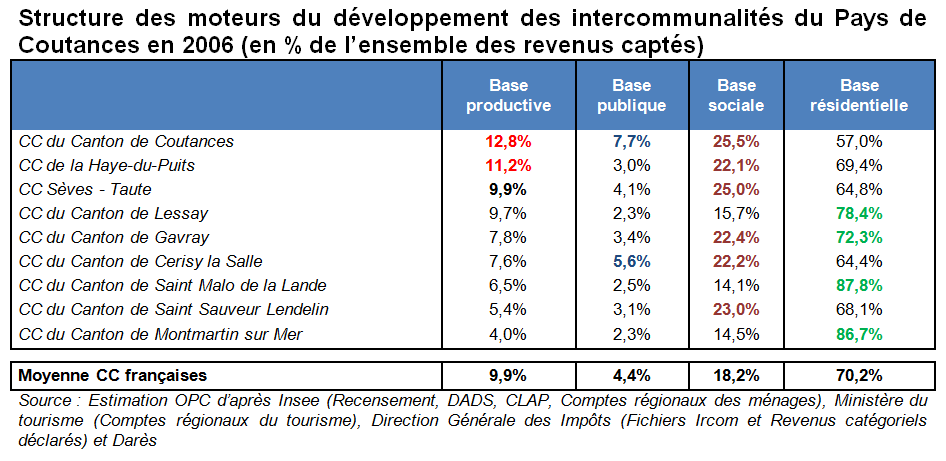 Structure des moteurs du développement des intercommunalités du Pays de
Coutances en 2006 (en % de l'ensemble des revenus captés)
Base productive Base publique Base sociale Base résidentielle
CC du Canton de Coutances 12,8% 7,7% 25,5% 57,0%
CC de la Haye-du-Puits 11,2% 3,0% 22,1% 69,4%
CC Sèves - Taute 9,9% 4,1% 25,0% 64,8%
CC du Canton de Lessay 9,7% 2,3% 15,7% 78,4%
CC du Canton de Gavray 7,8% 3,4% 22,4% 72,3%
CC du Canton de Cerisy la Salle 7,6% 5,6% 22,2% 64,4%
CC du Canton de Saint Malo de la Lande 6,5% 2,5% 14,1% 87,8%
CC du Canton de Saint Sauveur Lendelin 5,4% 3,1% 23,0% 68,1%
CC du Canton de Montmartin sur Mer 4,0% 2,3% 14,5% 86,7%
Moyenne CC françaises 9,9% 4,4% 18,2% 70,2%
Source : Estimation OPC d'après Insee (Recensement, DADS, CLAP, Comptes régionaux des ménages), Ministère du
tourisme (Comptes régionaux du tourisme), Direction Générale des Impôts (Fichiers Ircom et Revenus catégoriels
déclarés) et Darès